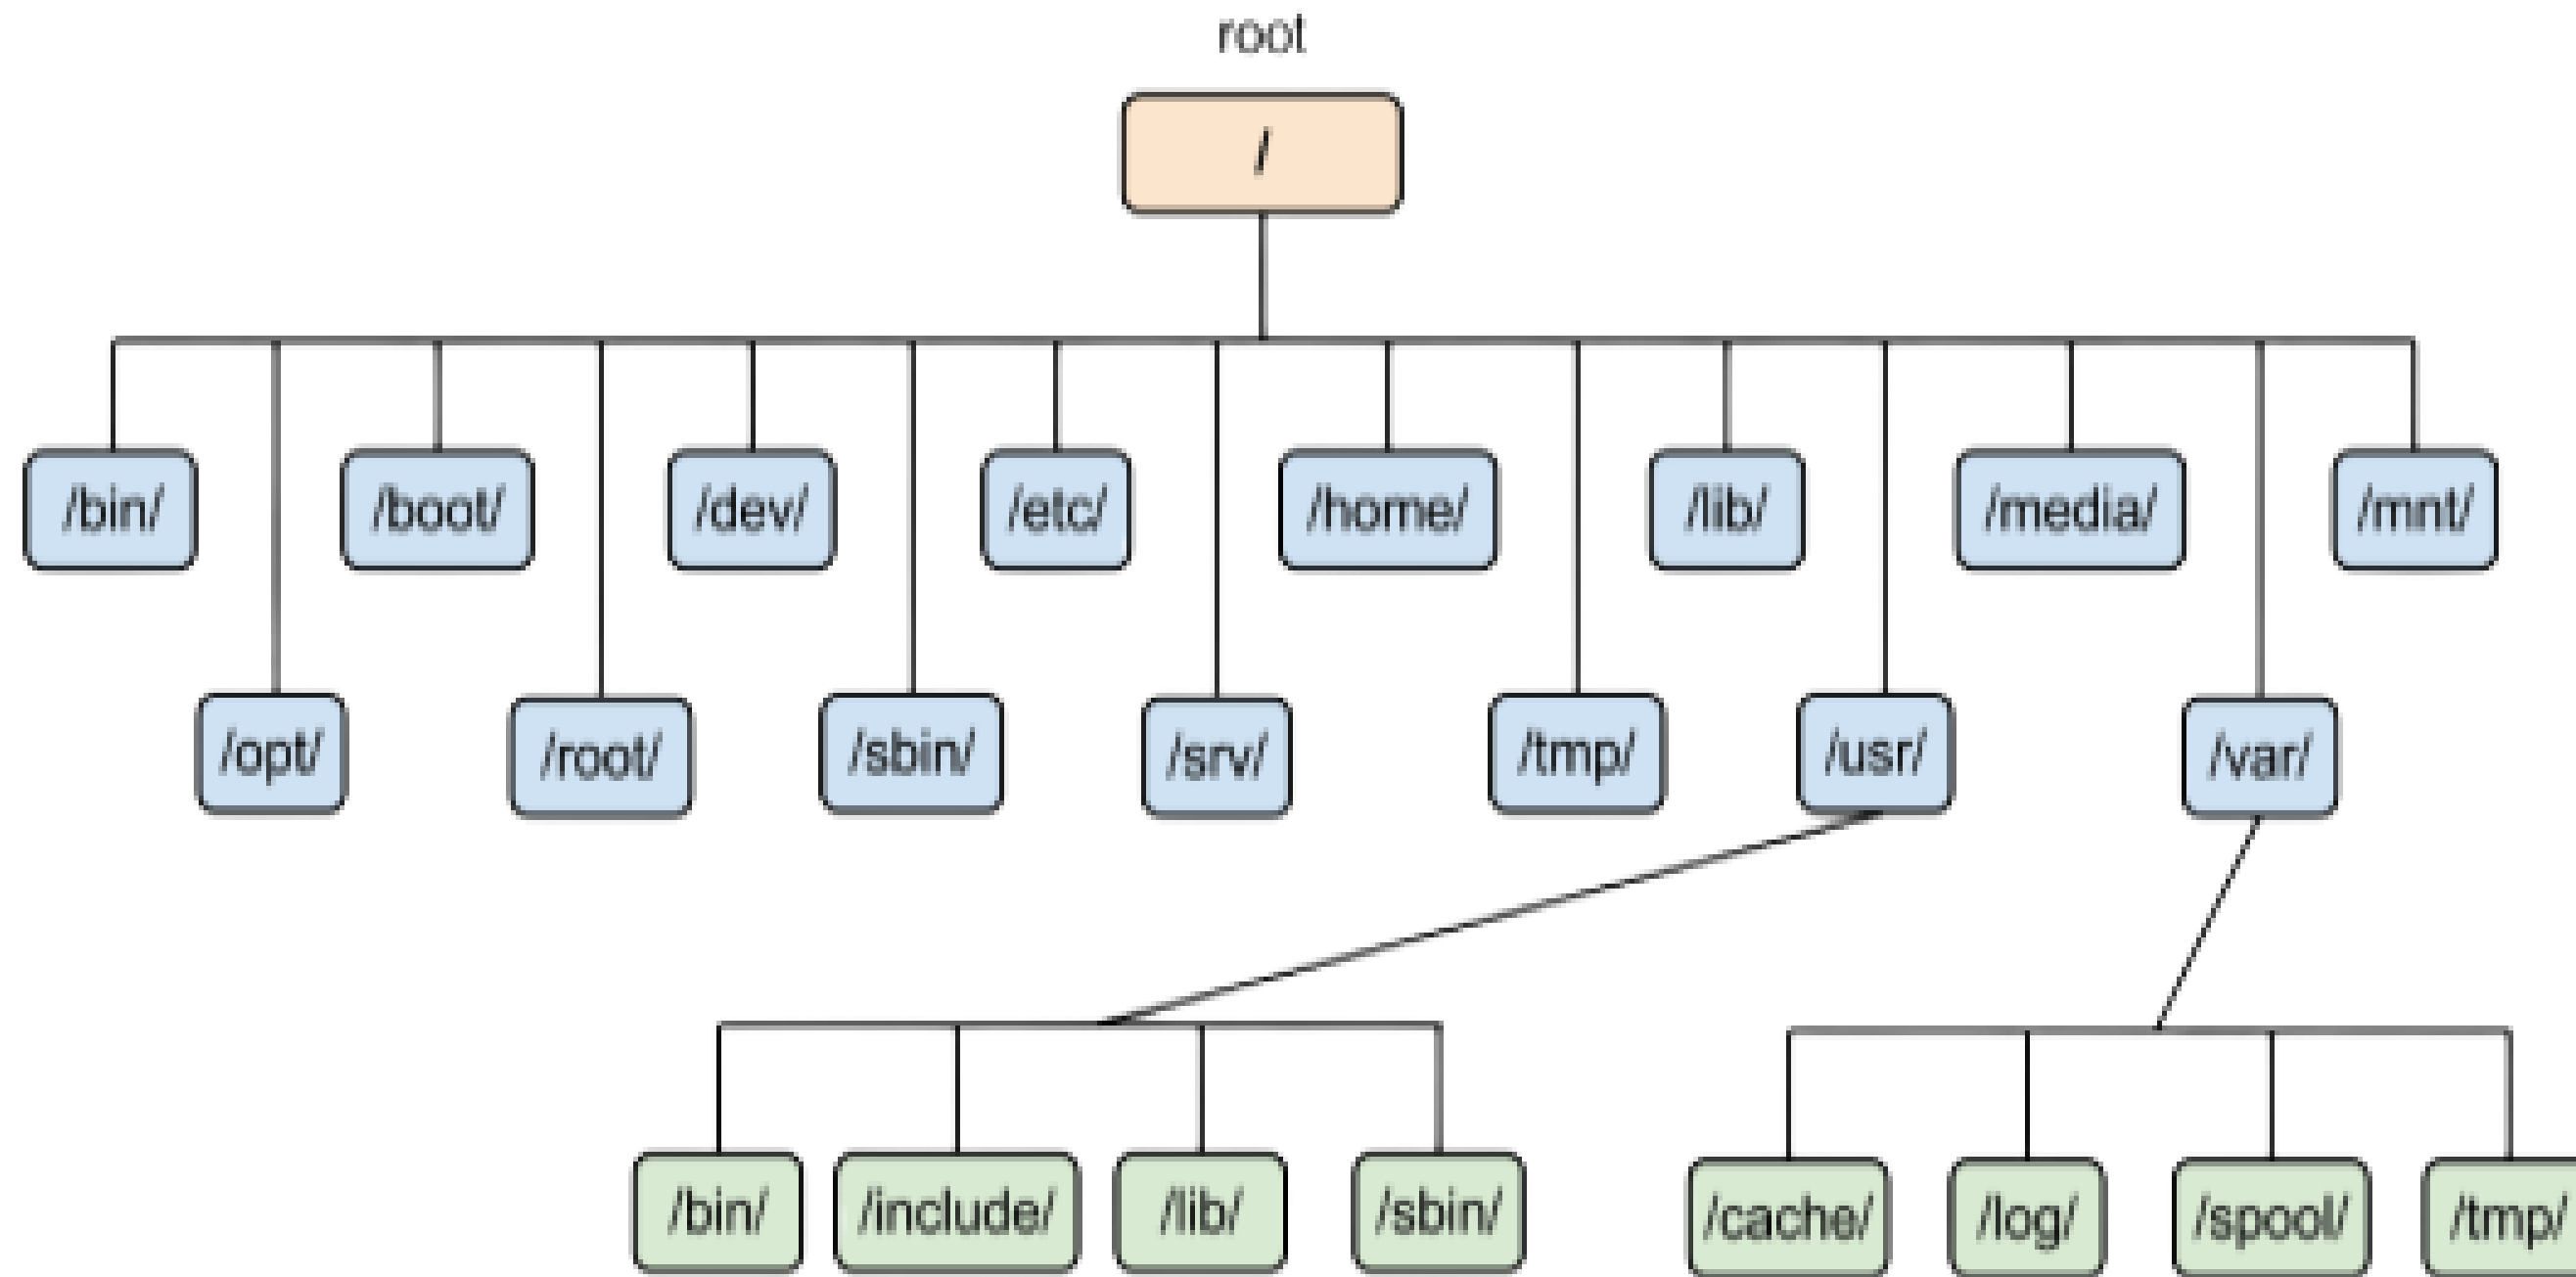 root
/
/bin/
/boot/
/dev/
/etc/
/home/
/lib/
/media/
/mnt/
/opt/
/root/
/sbin/
/srv/
/tmp/
/usr/
/var/
/bin/
/include/
/lib/
/sbin/
/cache/
/log/
/spool/
/tmp/